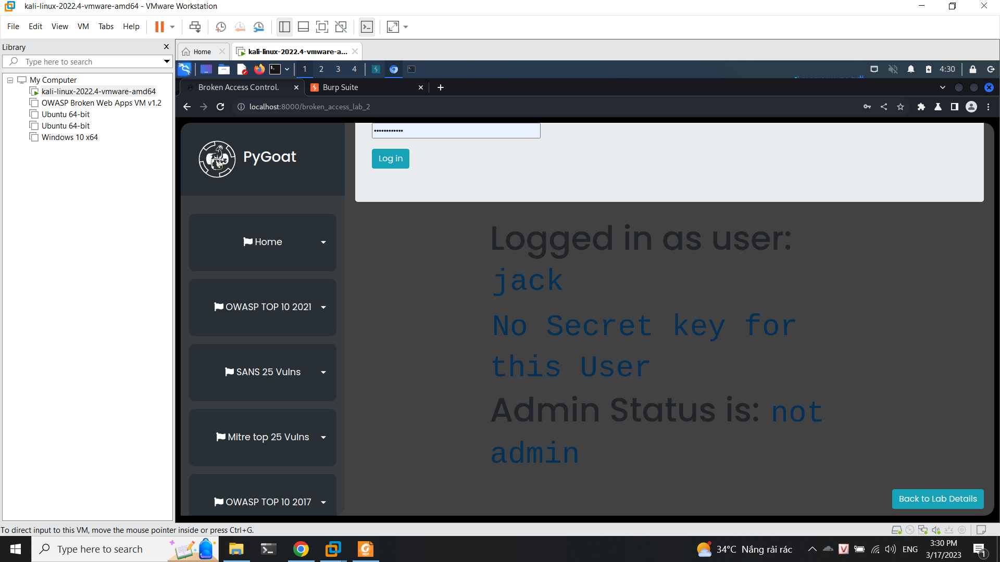 kali-linux-2022.4-vmware-amd64 - VMware Workstation
File Edit View VM Tabs Help
Library
Type here to search
My Computer
kali-linux-2022.4-vmware-amd64
OWASP Broken Web Apps VM v1.2
Ubuntu 64-bit
Ubuntu 64-bit
Windows 10 x64
Home
kali-linux-2022.4-vmware-a...
1 2 3 4
4:30
Broken Access Control.
Burp Suite
localhost:8000/broken_access_lab_2
PyGoat
Home
OWASP TOP 10 2021
SANS 25 Vulns
Mitre top 25 Vulns
OWASP TOP 10 2017
••••••••••••
Log in
Logged in as user:
jack
No Secret key for
this User
Admin Status is: not
admin
Back to Lab Details
To direct input to this VM, move the mouse pointer inside or press Ctrl+G.
Type here to search
PDF
34°C Nắng rải rác
V
ENG
3:30 PM
3/17/2023
1